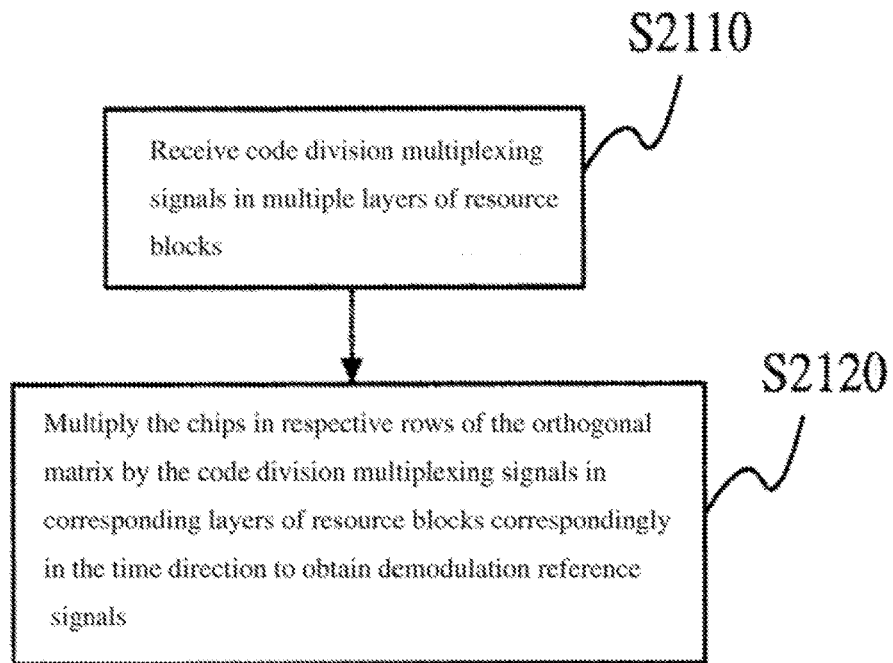 S2110
Receive code division multiplexing
signals in multiple layers of resource
blocks
S2120
Multiply the chips in respective rows of the orthogonal
matrix by the code division multiplexing signals in
corresponding layers of resource blocks correspondingly
in the time direction to obtain demodulation reference
signals